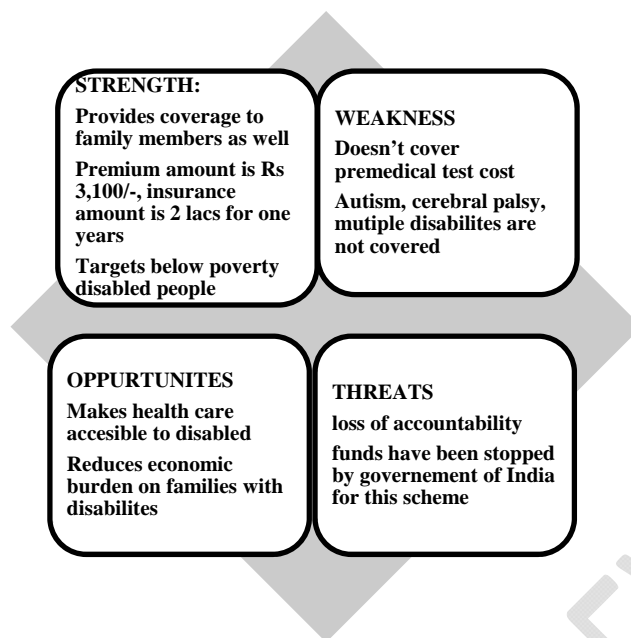 STRENGTH:
Provides coverage to
family members as well
Premium amount is Rs
3,100/-, insurance
amount is 2 lacs for one
years
Targets below poverty
disabled people
WEAKNESS
Doesn’t cover
premedical test cost
Autism, cerebral palsy,
mutiple disabilites are
not covered
OPPURTUNITES
Makes health care
accesible to disabled
Reduces economic
burden on families with
disabilites
THREATS
loss of accountability
funds have been stopped
by governement of India
for this scheme